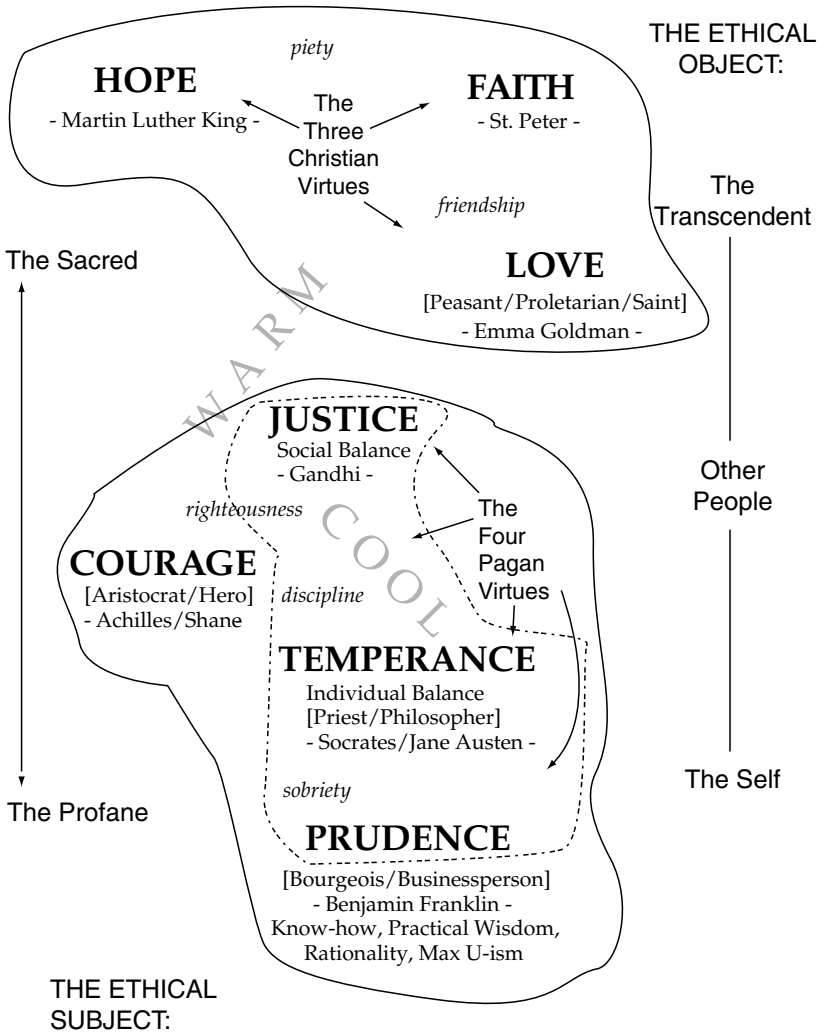 THE ETHICAL
OBJECT:
piety
HOPE
- Martin Luther King -
The
Three
Christian
Virtues
FAITH
- St. Peter -
friendship
The
Transcendent
The Sacred
LOVE
[Peasant/Proletarian/Saint]
- Emma Goldman -
WARM
JUSTICE
Social Balance
- Gandhi -
Other
People
righteousness
COOL
The
Four
Pagan
Virtues
COURAGE
[Aristocrat/Hero]
- Achilles/Shane
discipline
TEMPERANCE
Individual Balance
[Priest/Philosopher]
- Socrates/Jane Austen -
The Self
sobriety
The Profane
PRUDENCE
[Bourgeois/Businessperson]
- Benjamin Franklin -
Know-how, Practical Wisdom,
Rationality, Max U-ism
THE ETHICAL
SUBJECT: